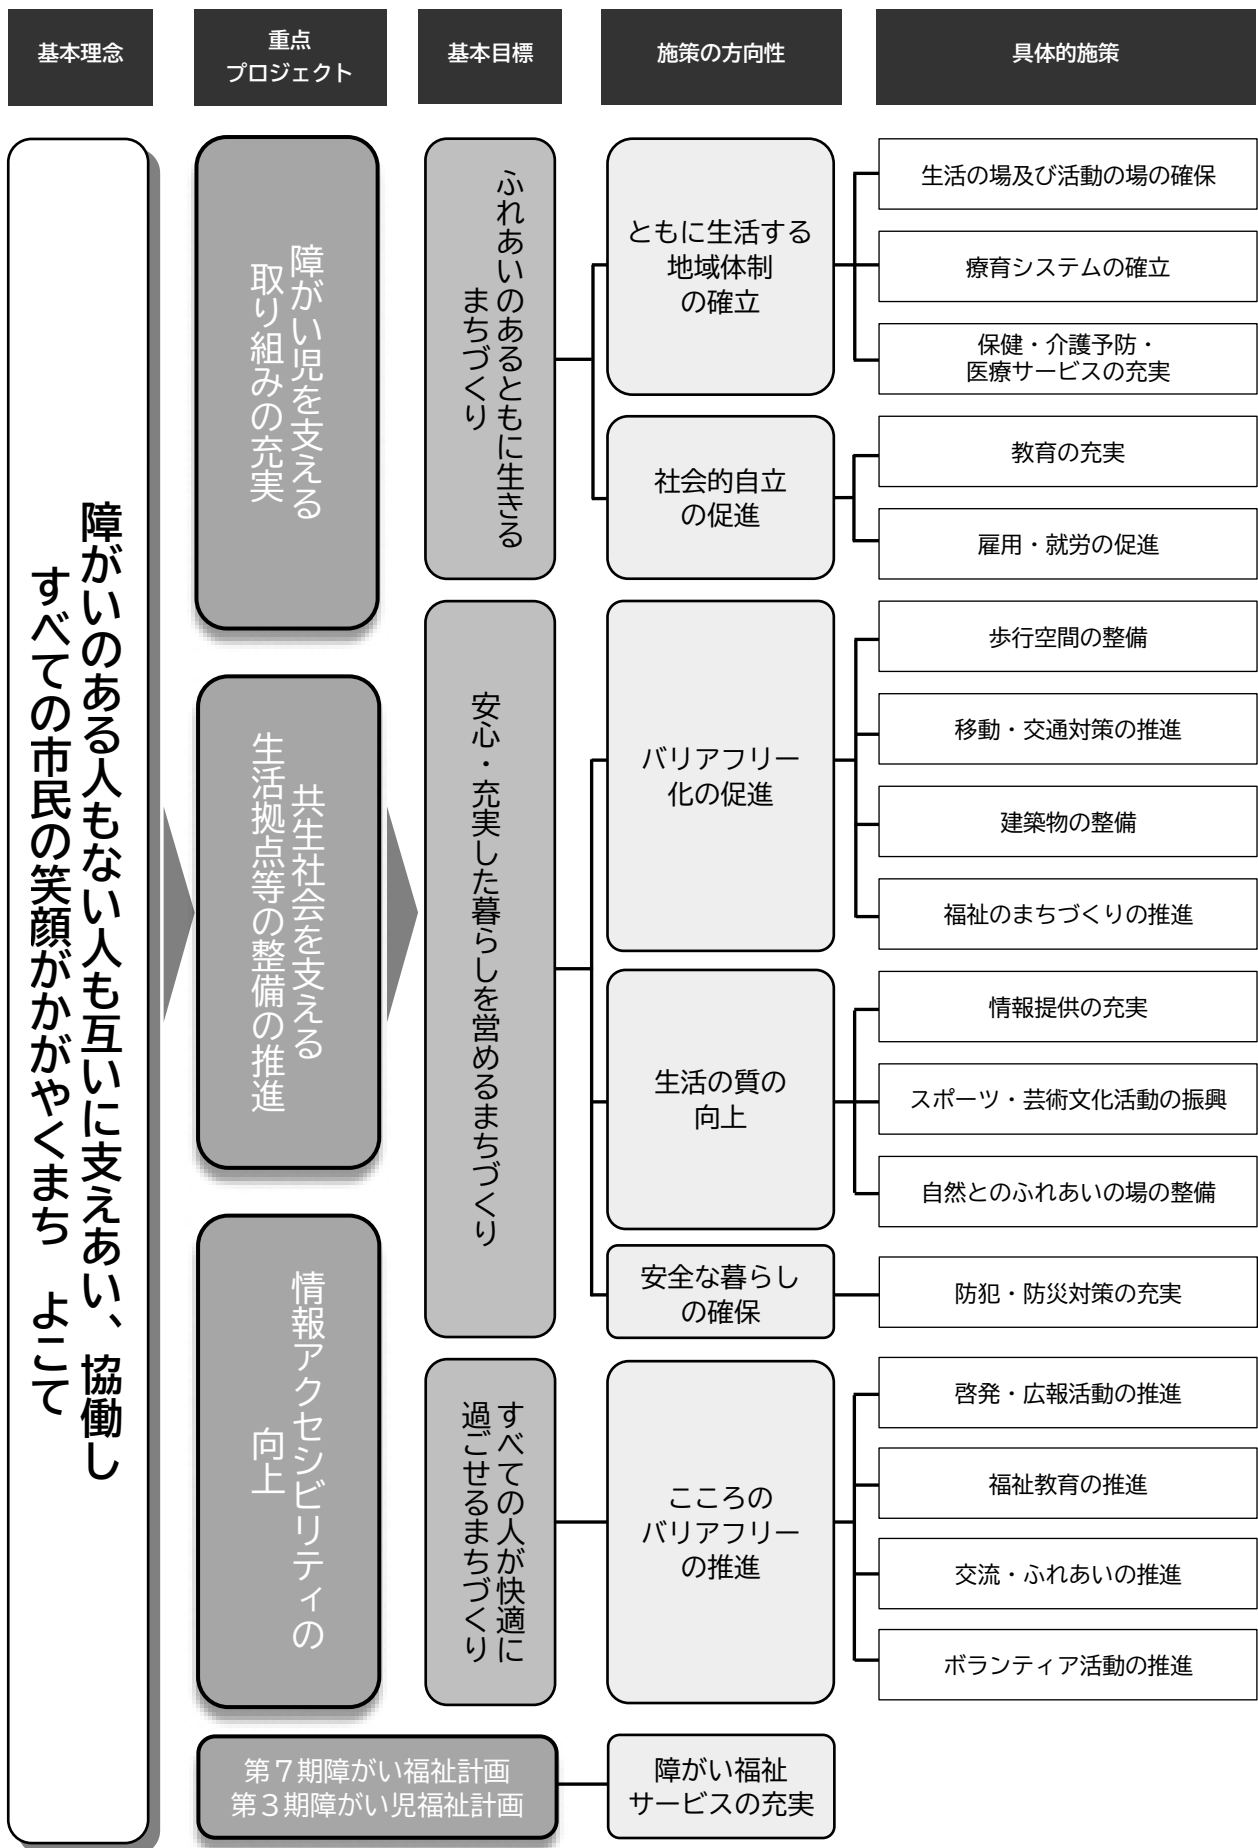 基本理念
重点
プロジェクト
基本目標
施策の方向性
具体的施策
障がいのある人もない人も互いに支えあい、協働し
すべての市民の笑顔がかがやくまち　よこて
障がい児を支える
取り組みの充実
共生社会を支える
生活拠点等の整備の推進
情報アクセシビリティの
向上
第７期障がい福祉計画
第３期障がい児福祉計画
ふれあいのあるともに生きる
まちづくり
安心・充実した暮らしを営めるまちづくり
すべての人が快適に
過ごせるまちづくり
ともに生活する
地域体制
の確立
社会的自立
の促進
バリアフリー
化の促進
生活の質の
向上
安全な暮らし
の確保
こころの
バリアフリー
の推進
障がい福祉
サービスの充実
生活の場及び活動の場の確保
療育システムの確立
保健・介護予防・
医療サービスの充実
教育の充実
雇用・就労の促進
歩行空間の整備
移動・交通対策の推進
建築物の整備
福祉のまちづくりの推進
情報提供の充実
スポーツ・芸術文化活動の振興
自然とのふれあいの場の整備
防犯・防災対策の充実
啓発・広報活動の推進
福祉教育の推進
交流・ふれあいの推進
ボランティア活動の推進